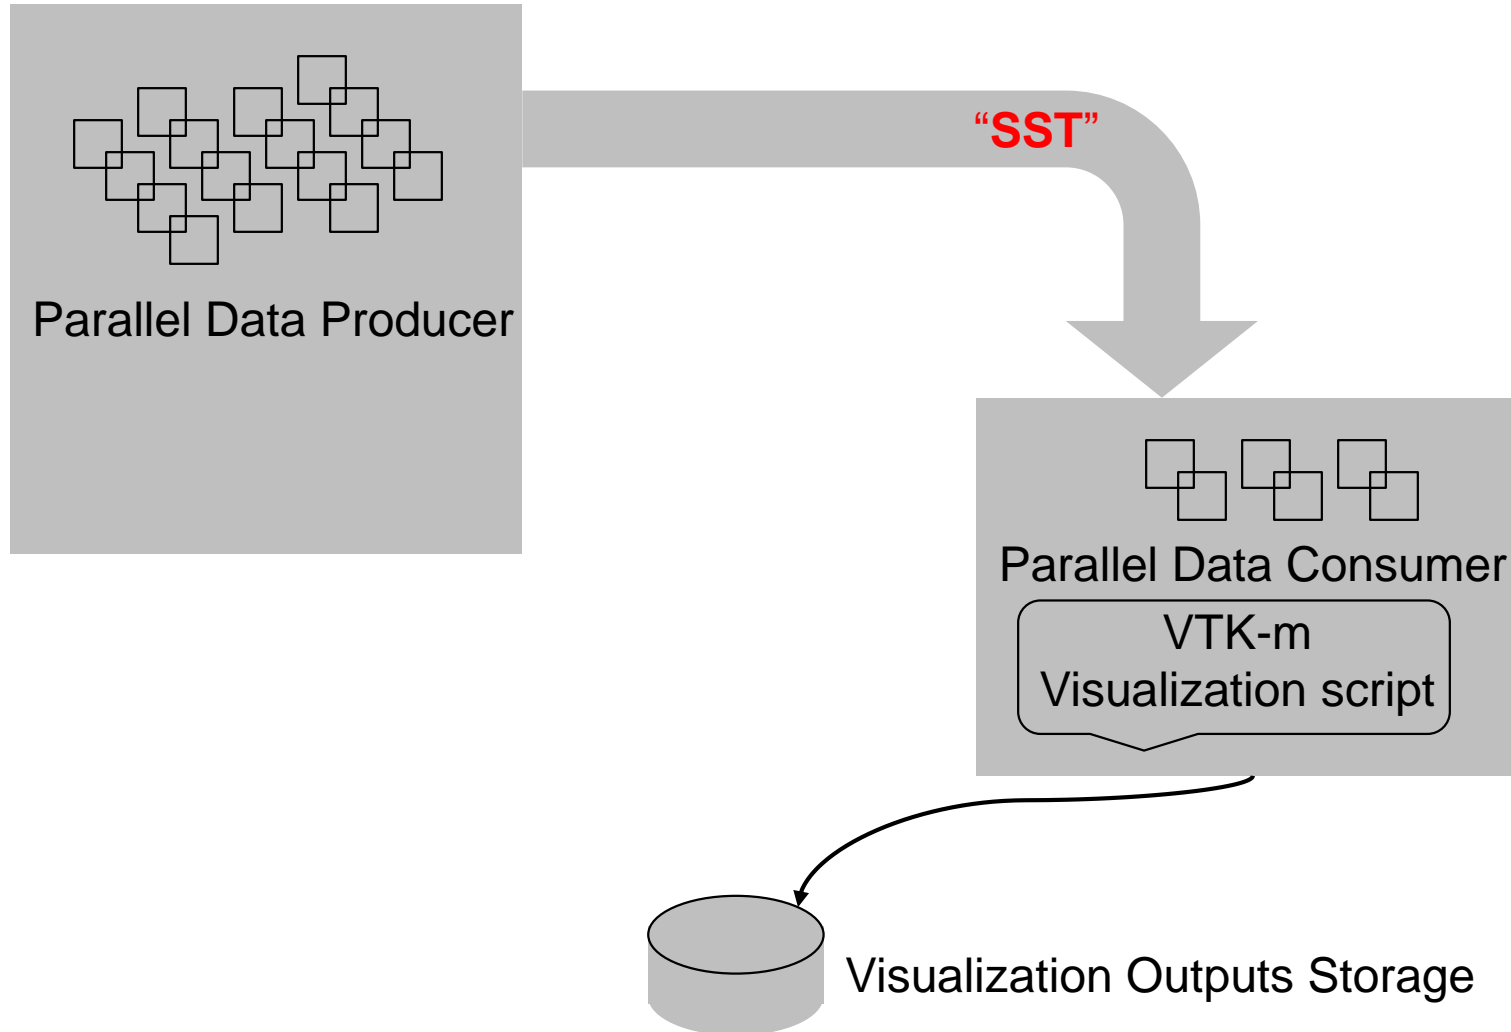 “SST”
Parallel Data Producer
Parallel Data Consumer
VTK-m
Visualization script
Visualization Outputs Storage